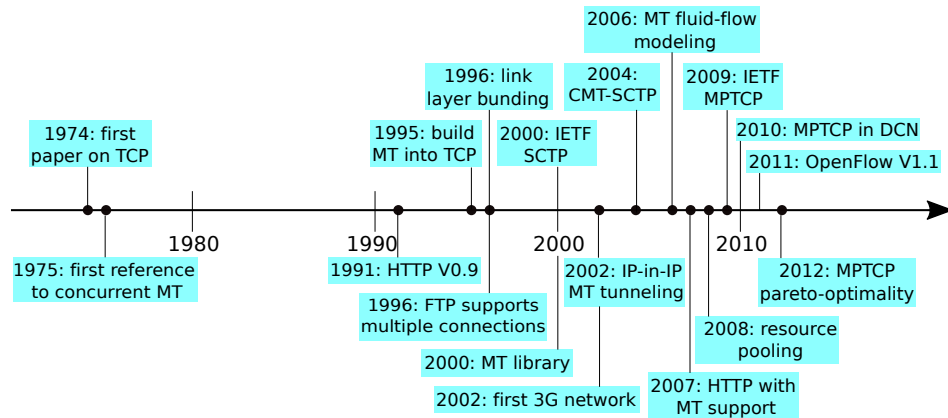 2006: MT fluid-flow
modeling
1996: link
layer bunding
2004:
CMT-SCTP
2009: IETF
MPTCP
1974: first
paper on TCP
1995: build
MT into TCP
2000: IETF
SCTP
2010: MPTCP in DCN
2011: OpenFlow V1.1
1980
1990
2000
2010
1975: first reference
to concurrent MT
1991: HTTP V0.9
2002: IP-in-IP
MT tunneling
2012: MPTCP
pareto-optimality
1996: FTP supports
multiple connections
2008: resource
pooling
2000: MT library
2002: first 3G network
2007: HTTP with
MT support